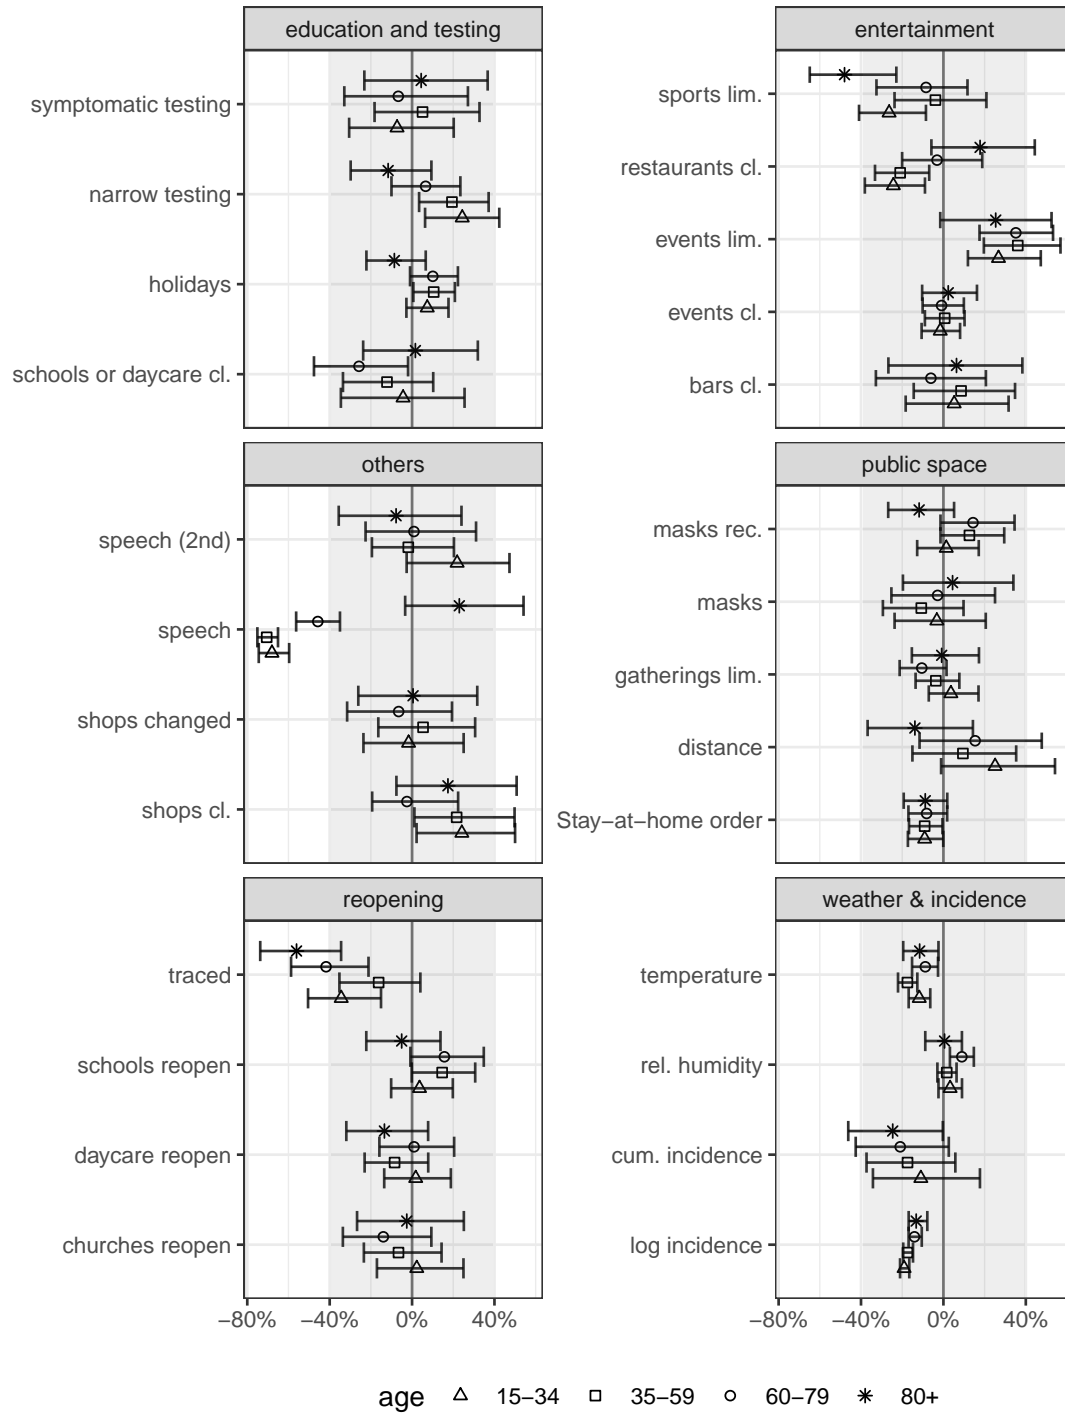 education and testing
symptomatic testing
narrow testing
holidays
schools or daycare cl.
entertainment
sports lim.
restaurants cl.
events lim.
events cl.
bars cl.
others
speech (2nd)
speech
shops changed
shops cl.
public space
masks rec.
masks
gatherings lim.
distance
Stay−at−home order
reopening
traced
schools reopen
daycare reopen
churches reopen
weather & incidence
temperature
rel. humidity
cum. incidence
log incidence
−80% −40% 0% 40%
−80% −40% 0% 40%
age 15−34 35−59 60−79 80+